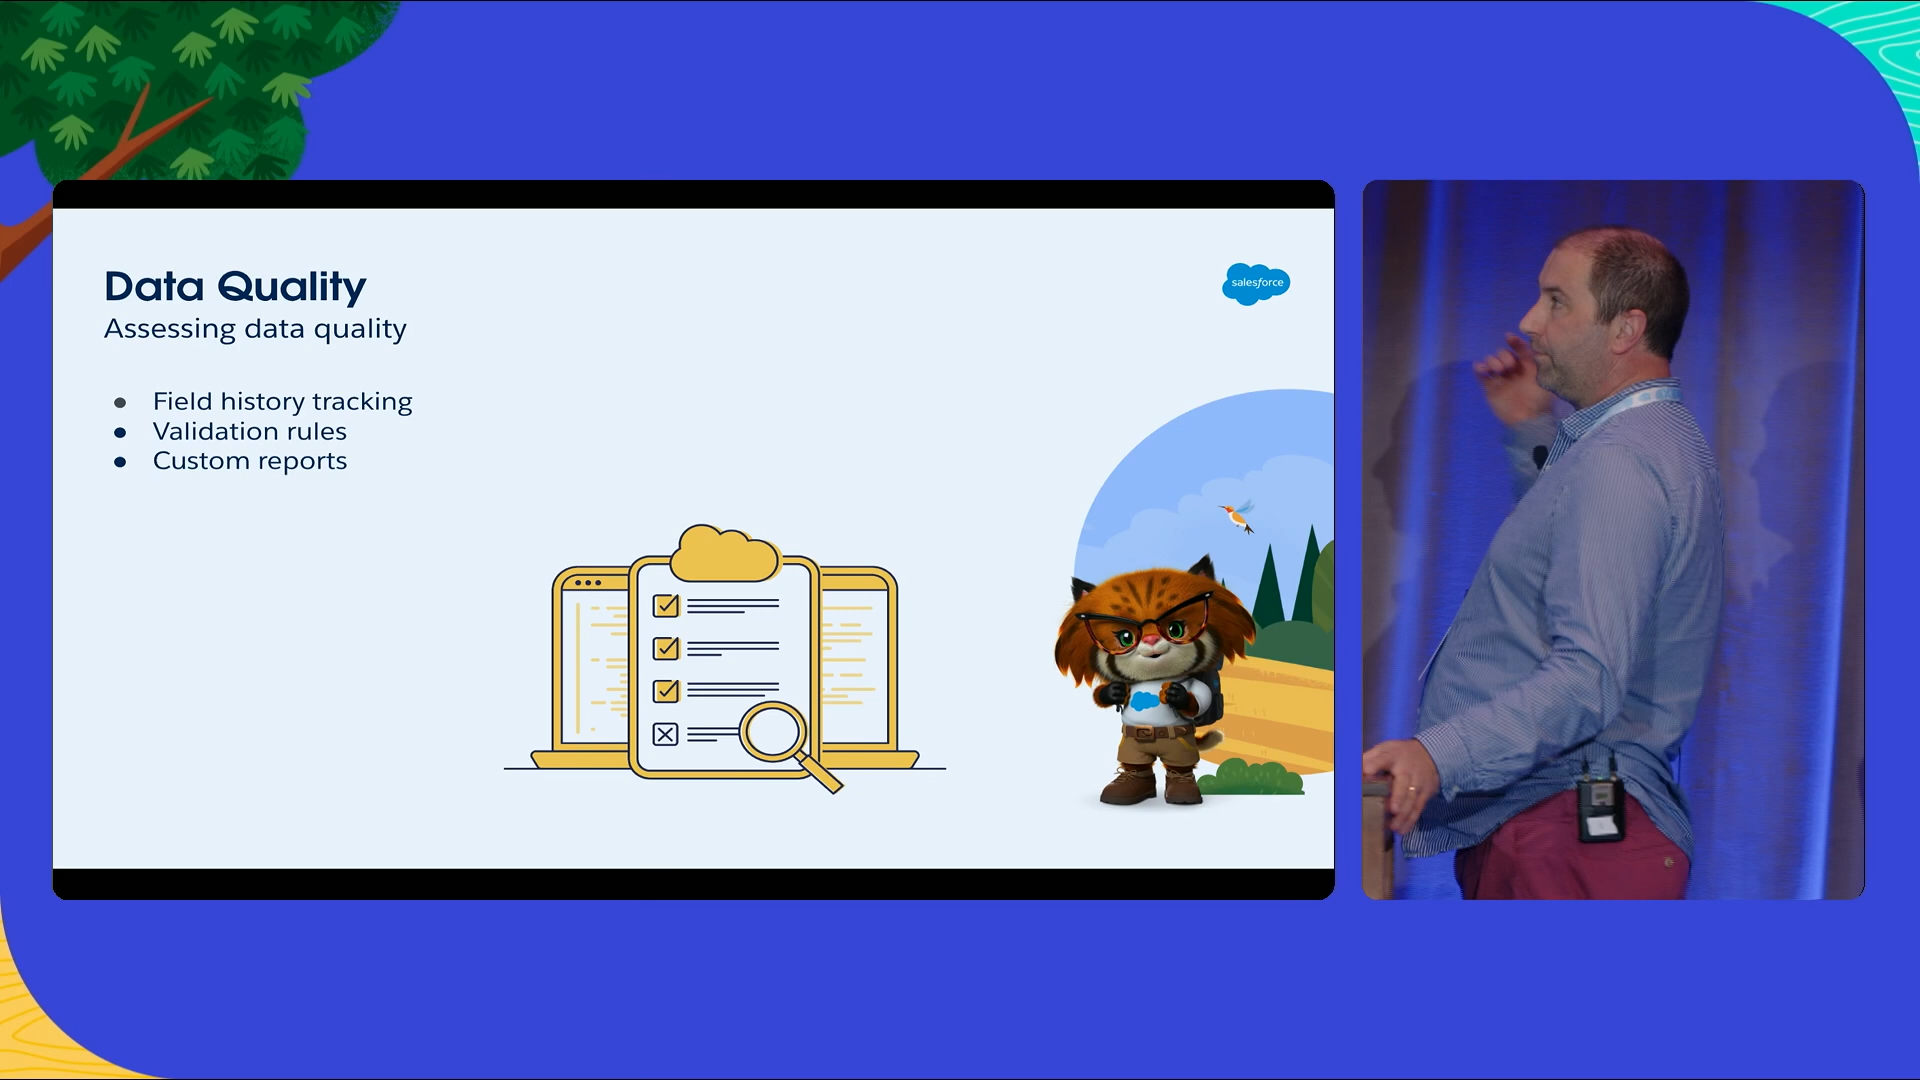 Data Quality
Assessing data quality
salesforce
● Field history tracking
● Validation rules
● Custom reports